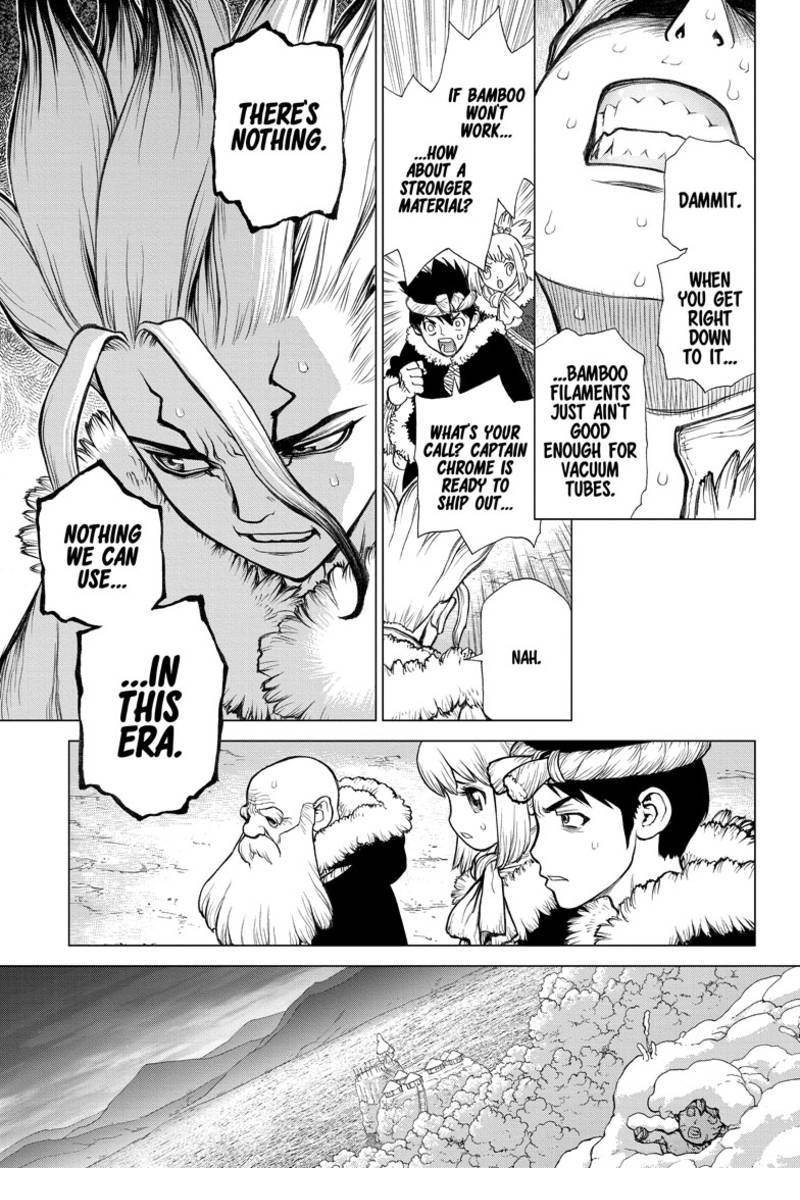 DAMMIT.
WHEN
YOU GET
RIGHT
DOWN
TO IT...
...BAMBOO
FILAMENTS
JUST AIN'T
GOOD
ENOUGH FOR
VACUUM
TUBES.
IF BAMBOO
WON'T
WORK...
...HOW
ABOUT A
STRONGER
MATERIAL?
WHAT'S YOUR
CALL? CAPTAIN
CHROME IS
READY TO
SHIP OUT...
NAH.
THERE'S
NOTHING.
NOTHING
WE CAN
USE...
...IN
THIS
ERA.